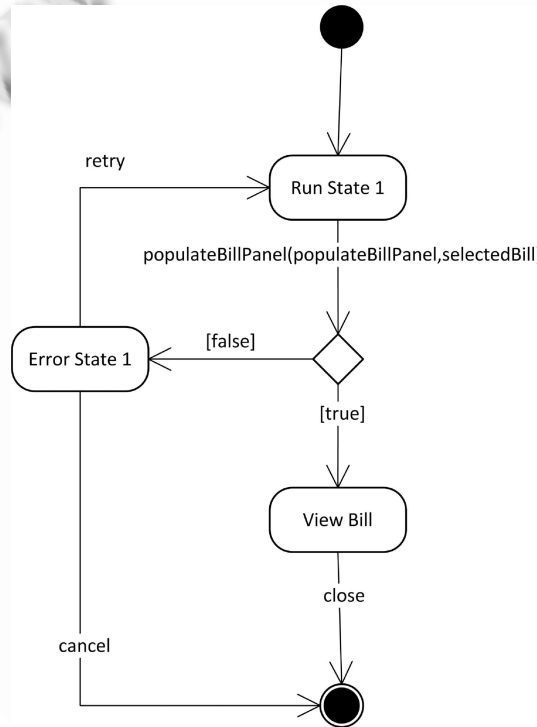 retry
Run State 1
populateBillPanel(populateBillPanel,selectedBill)
[false]
Error State 1
[true]
View Bill
close
cancel